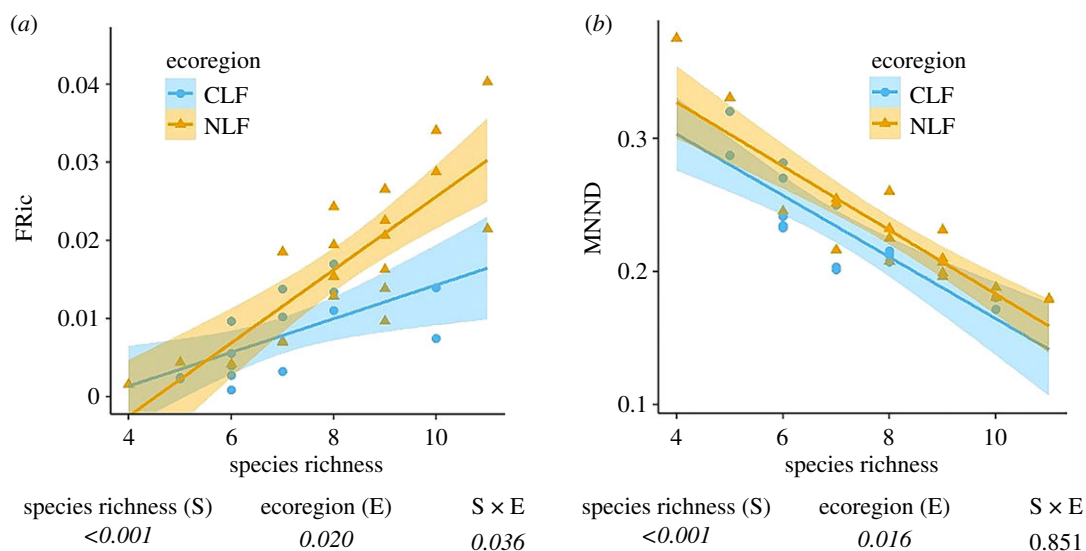 (a)
ecoregion
CLF
NLF
FRic
0.04
0.03
0.02
0.01
0
4 6 8 10
species richness
species richness (S) ecoregion (E) S × E
<0.001 0.020 0.036
(b)
ecoregion
CLF
NLF
MNND
0.3
0.2
0.1
4 6 8 10
species richness
species richness (S) ecoregion (E) S × E
<0.001 0.016 0.851